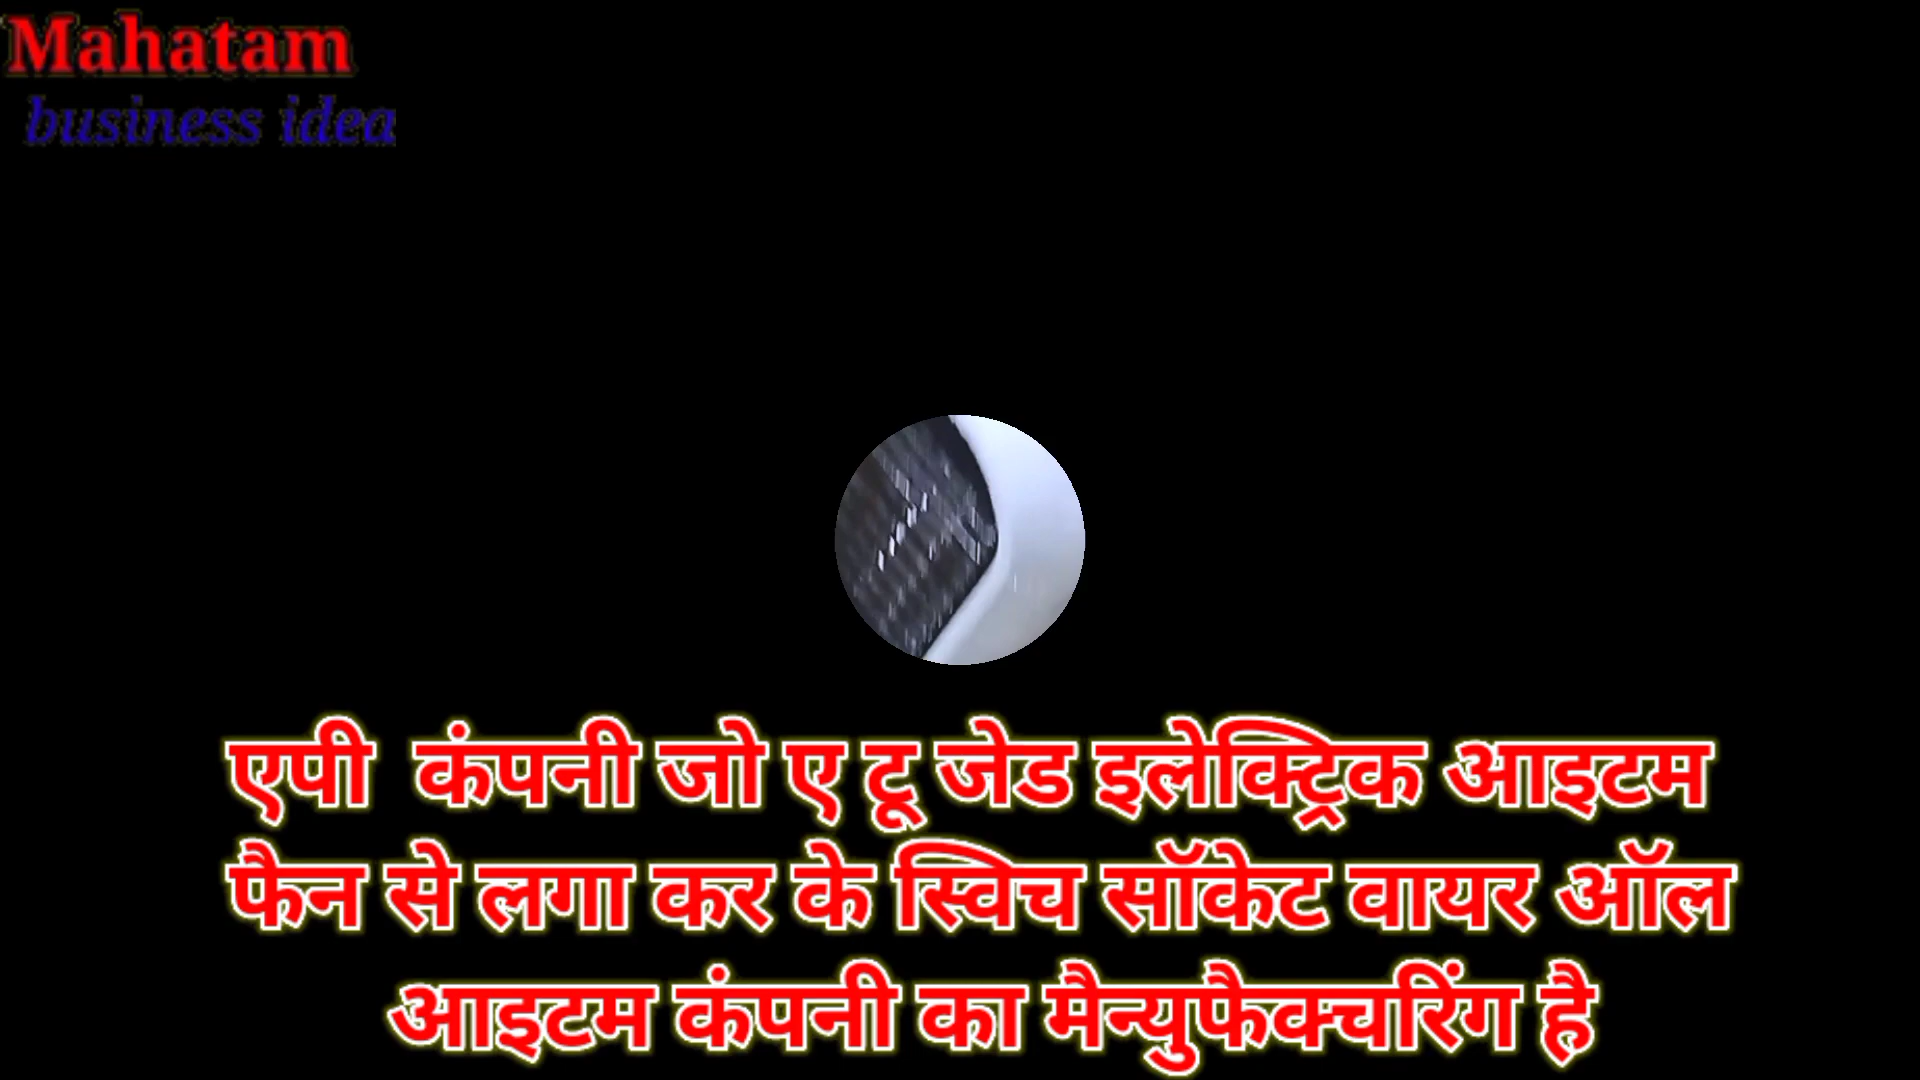 Mahatam
business idea
एपी कंपनी जो ए टू जेड इलेक्ट्रिक आइटम
फैन से लगा कर के स्विच सॉकेट वायर ऑल
आइटम कंपनी का मैन्युफैक्चरिंग है